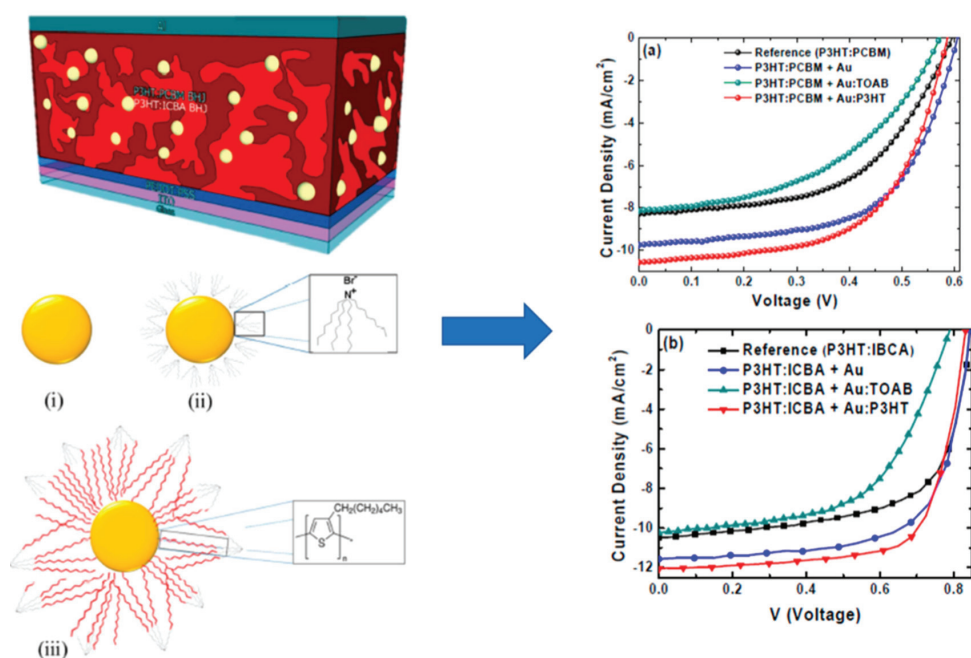 Al
P3HT:PCBM BHJ
P3HT:ICBA BHJ
PEDOT:PSS
ITO
Glass
(i)
(ii)
Br-
N+
(iii)
CH₂(CH₂)₄CH₃
S
n
(a)
Reference (P3HT:PCBM)
P3HT:PCBM + Au
P3HT:PCBM + Au:TOAB
P3HT:PCBM + Au:P3HT
Current Density (mA/cm²)
0
-2
-4
-6
-8
-10
0.0 0.1 0.2 0.3 0.4 0.5 0.6
Voltage (V)
(b)
Reference (P3HT:IBCA)
P3HT:ICBA + Au
P3HT:ICBA + Au:TOAB
P3HT:ICBA + Au:P3HT
Current Density (mA/cm²)
0
-2
-4
-6
-8
-10
-12
0.0 0.2 0.4 0.6 0.8
V (Voltage)